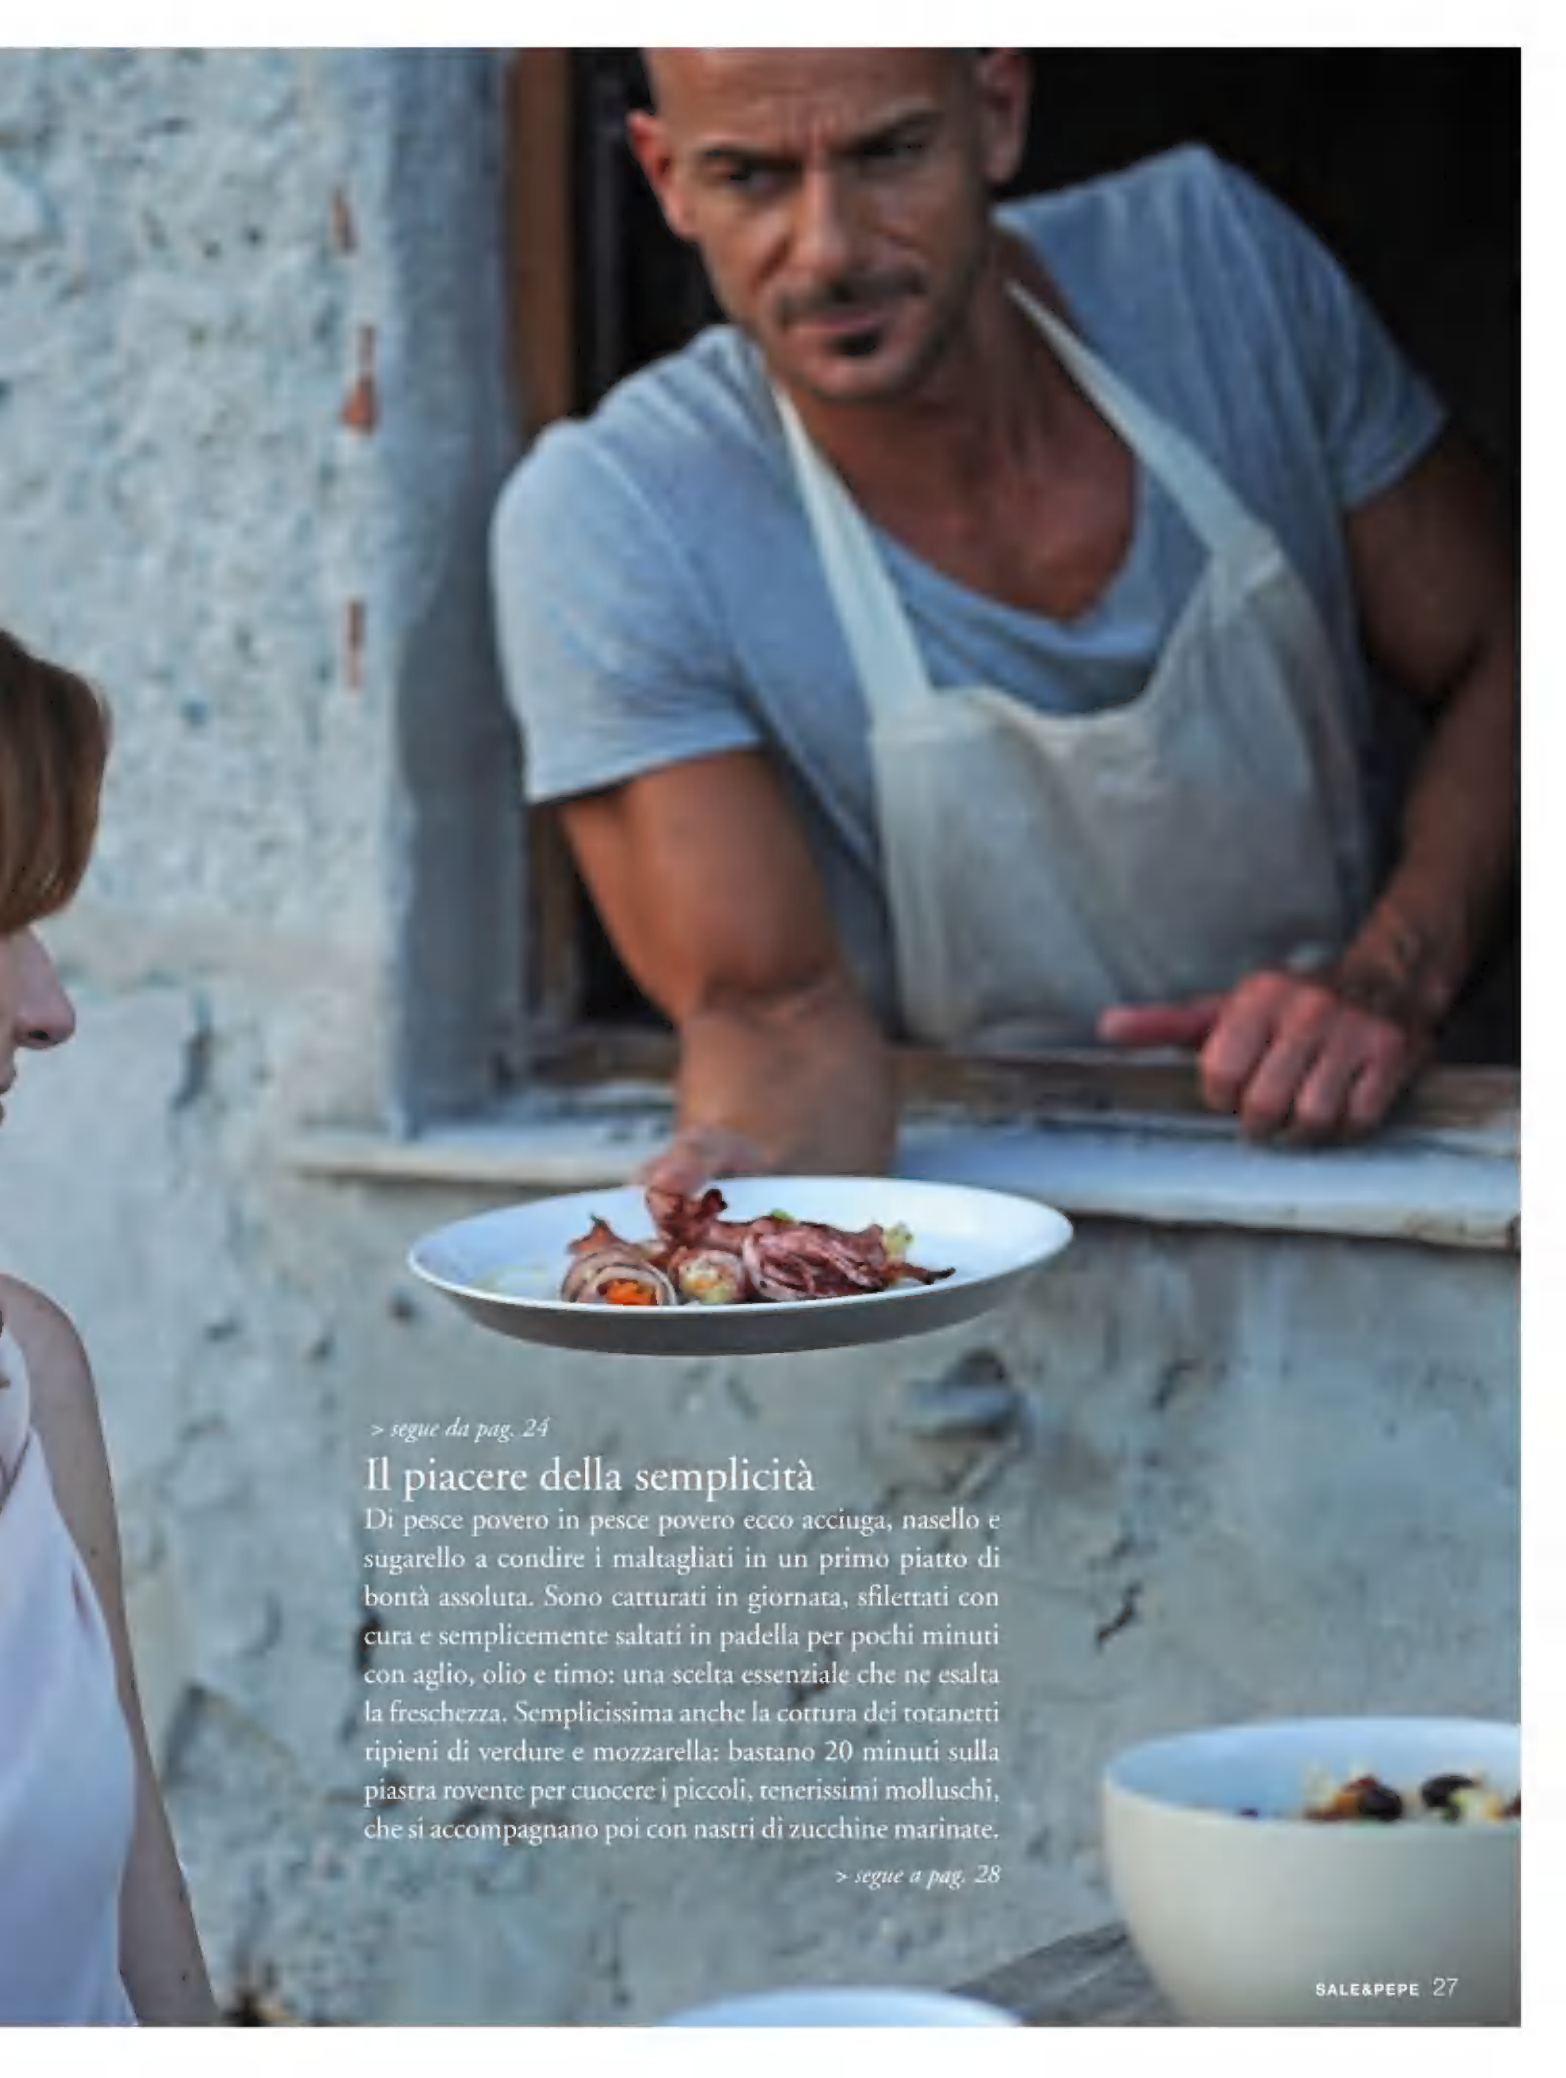 > segue da pag. 24
Il piacere della semplicità
Di pesce povero in pesce povero ecco acciuga, nasello e
sugarello a condire i maltagliati in un primo piatto di
bontà assoluta. Sono catturati in giornata, sfilettati con
cura e semplicemente saltati in padella per pochi minuti
con aglio, olio e timo: una scelta essenziale che ne esalta
la freschezza. Semplicissima anche la cottura dei totanetti
ripieni di verdure e mozzarella: bastano 20 minuti sulla
piastra rovente per cuocere i piccoli, tenerissimi molluschi,
che si accompagnano poi con nastri di zucchine marinate.
> segue a pag. 28
SALE&PEPE 27